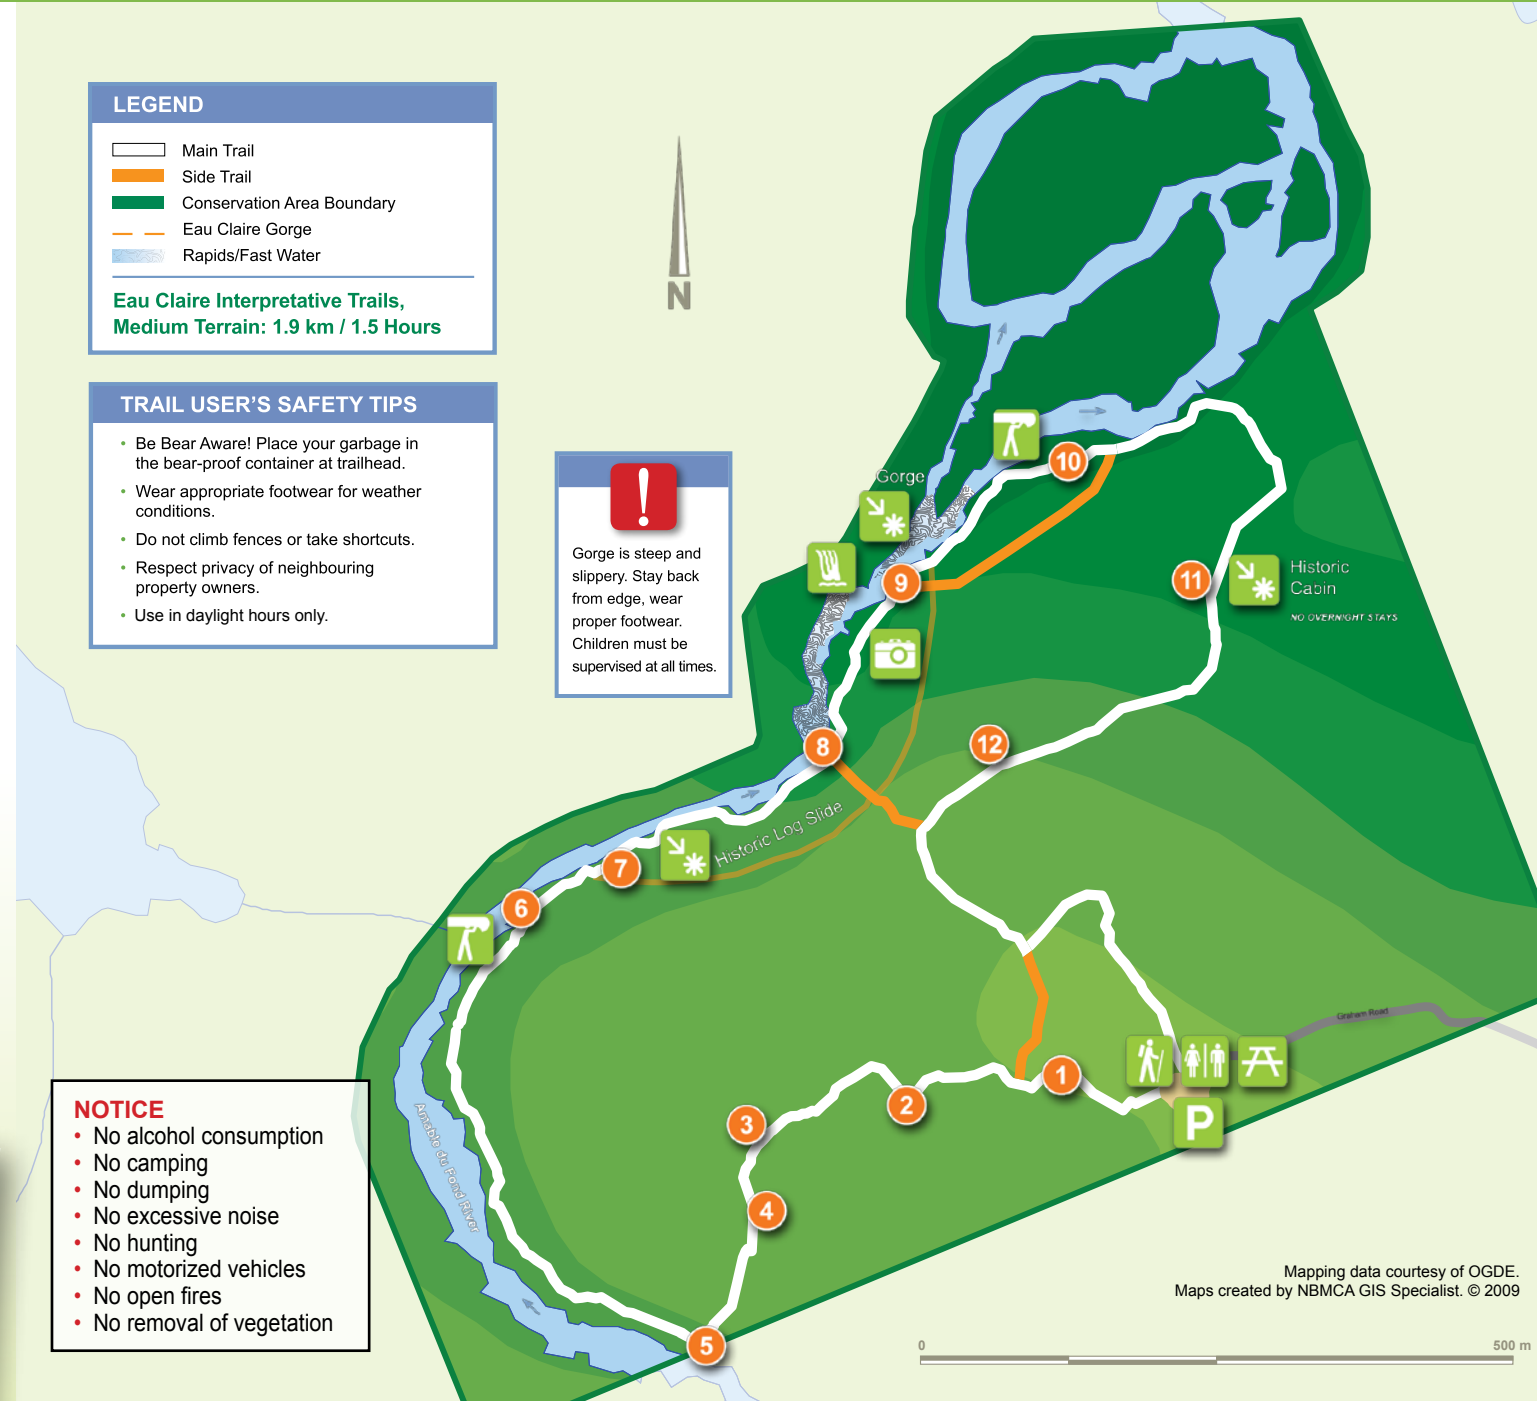 LEGEND
Main Trail
Side Trail
Conservation Area Boundary
Eau Claire Gorge
Rapids/Fast Water
Eau Claire Interpretative Trails,
Medium Terrain: 1.9 km / 1.5 Hours
TRAIL USER'S SAFETY TIPS
• Be Bear Aware! Place your garbage in
the bear-proof container at trailhead.
• Wear appropriate footwear for weather
conditions.
• Do not climb fences or take shortcuts.
• Respect privacy of neighbouring
property owners.
• Use in daylight hours only.
N
!
Gorge is steep and
slippery. Stay back
from edge, wear
proper footwear.
Children must be
supervised at all times.
Gorge
10
9
11
Historic
Cabin
NO OVERNIGHT STAYS
8
12
Historic Log Slide
7
6
Graham Road
1
2
3
P
4
5
Amable du Fond River
NOTICE
• No alcohol consumption
• No camping
• No dumping
• No excessive noise
• No hunting
• No motorized vehicles
• No open fires
• No removal of vegetation
Mapping data courtesy of OGDE.
Maps created by NBMCA GIS Specialist. © 2009
0 500 m